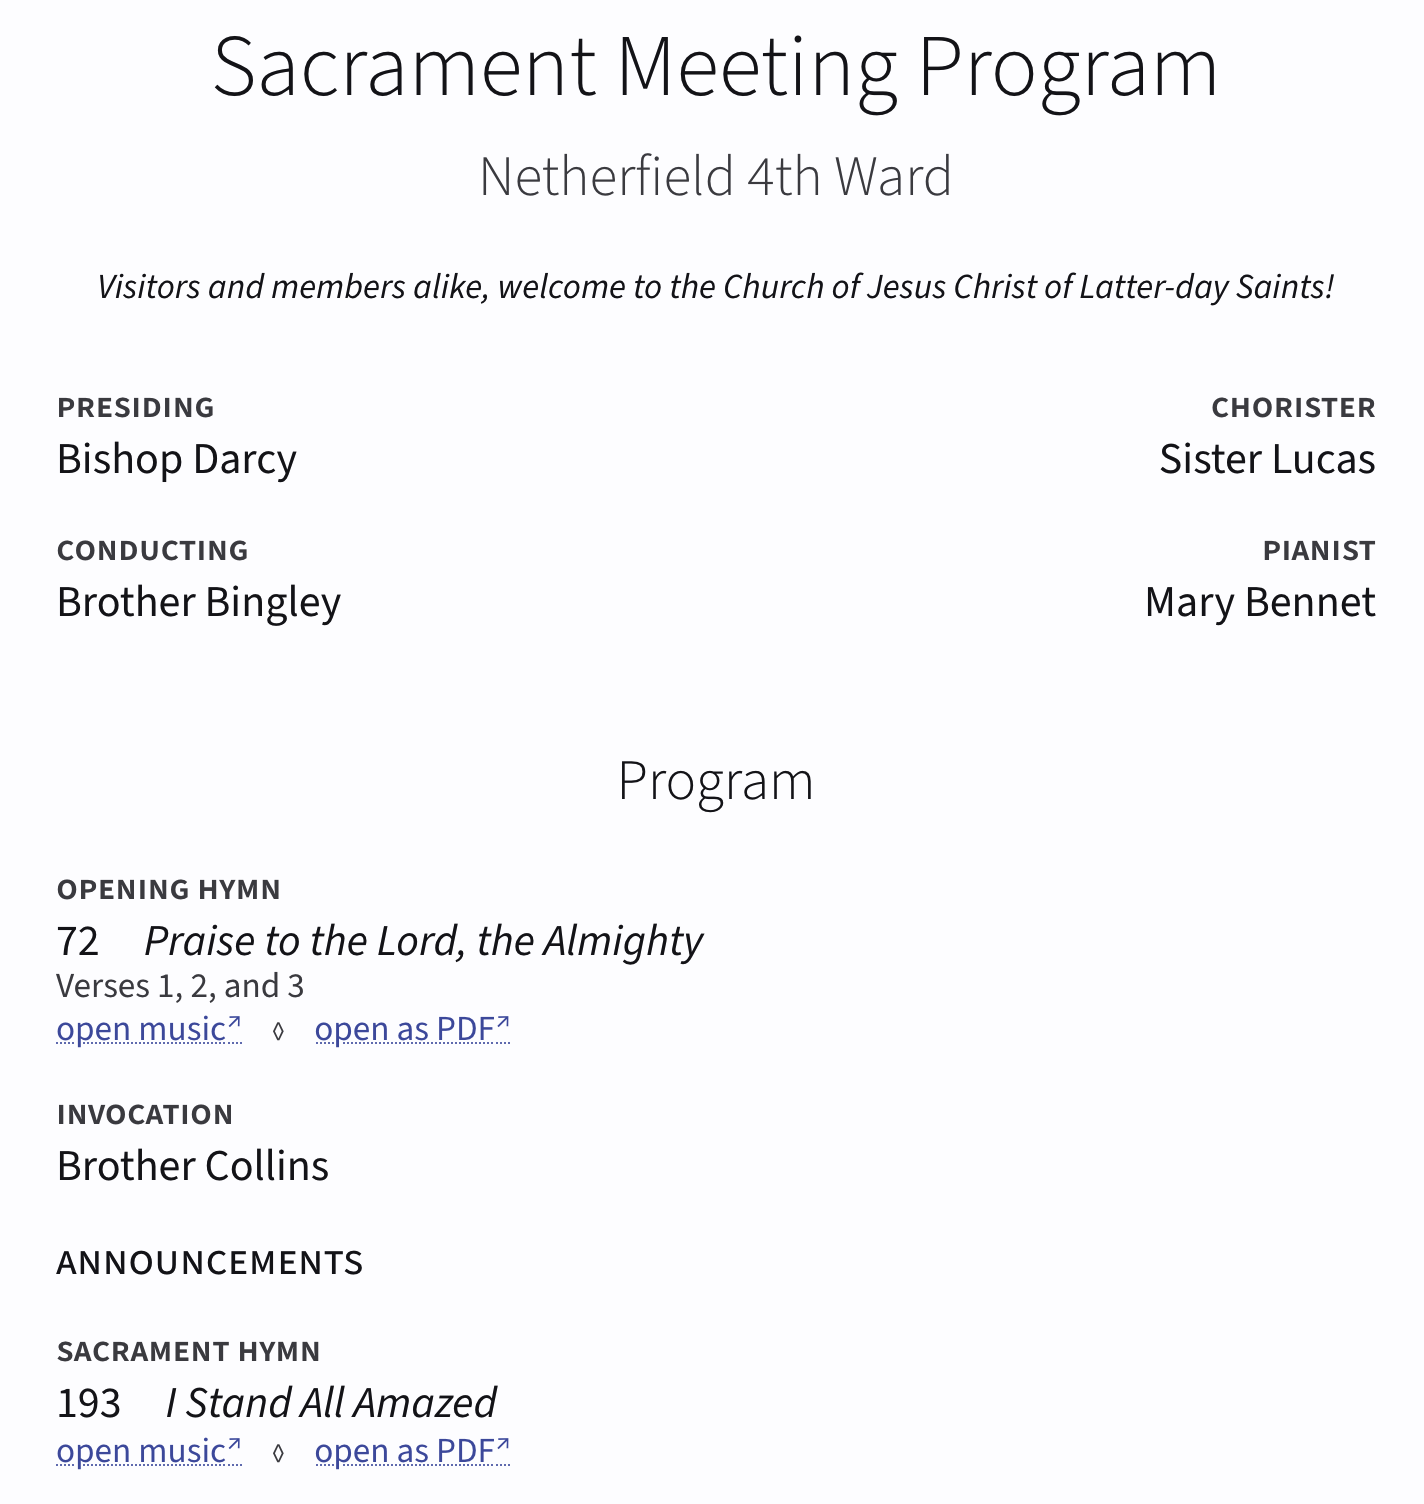 Sacrament Meeting Program
Netherfield 4th Ward
Visitors and members alike, welcome to the Church of Jesus Christ of Latter-day Saints!
PRESIDING
Bishop Darcy
CHORISTER
Sister Lucas
CONDUCTING
Brother Bingley
PIANIST
Mary Bennet
Program
OPENING HYMN
72 Praise to the Lord, the Almighty
Verses 1, 2, and 3
open music↗ ◊ open as PDF↗
INVOCATION
Brother Collins
ANNOUNCEMENTS
SACRAMENT HYMN
193 I Stand All Amazed
open music↗ ◊ open as PDF↗